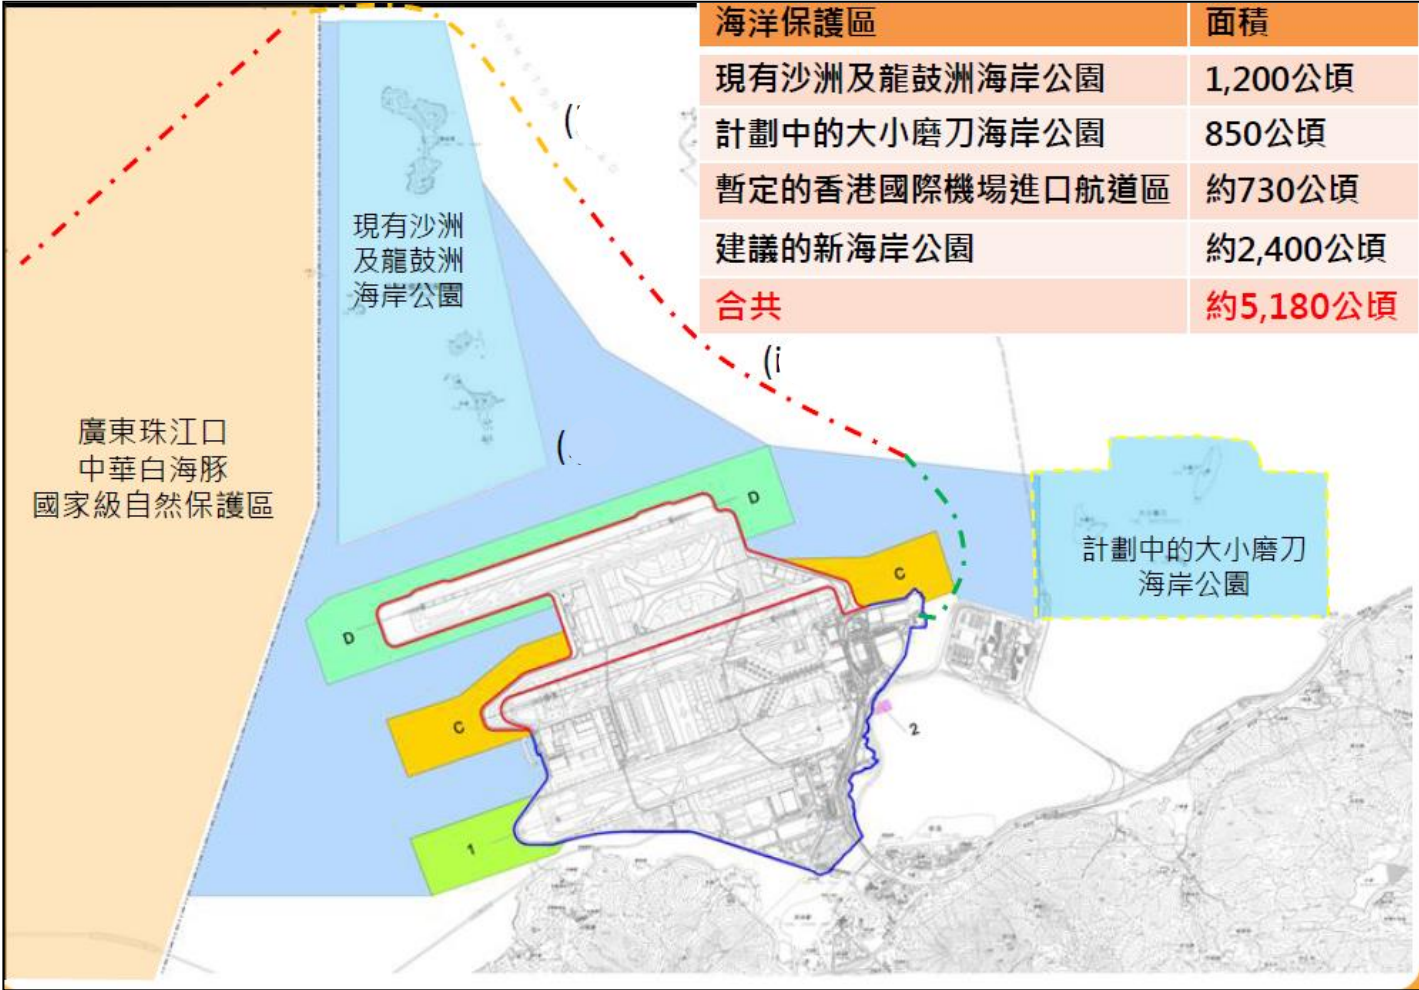 海洋保護區 面積
現有沙洲及龍鼓洲海岸公園 1,200公頃
計劃中的大小磨刀海岸公園 850公頃
暫定的香港國際機場進口航道區 約730公頃
建議的新海岸公園 約2,400公頃
合共 約5,180公頃
現有沙洲
及龍鼓洲
海岸公園
廣東珠江口
中華白海豚
國家級自然保護區
計劃中的大小磨刀
海岸公園
(
(i
(
D
D
C
C
1
2